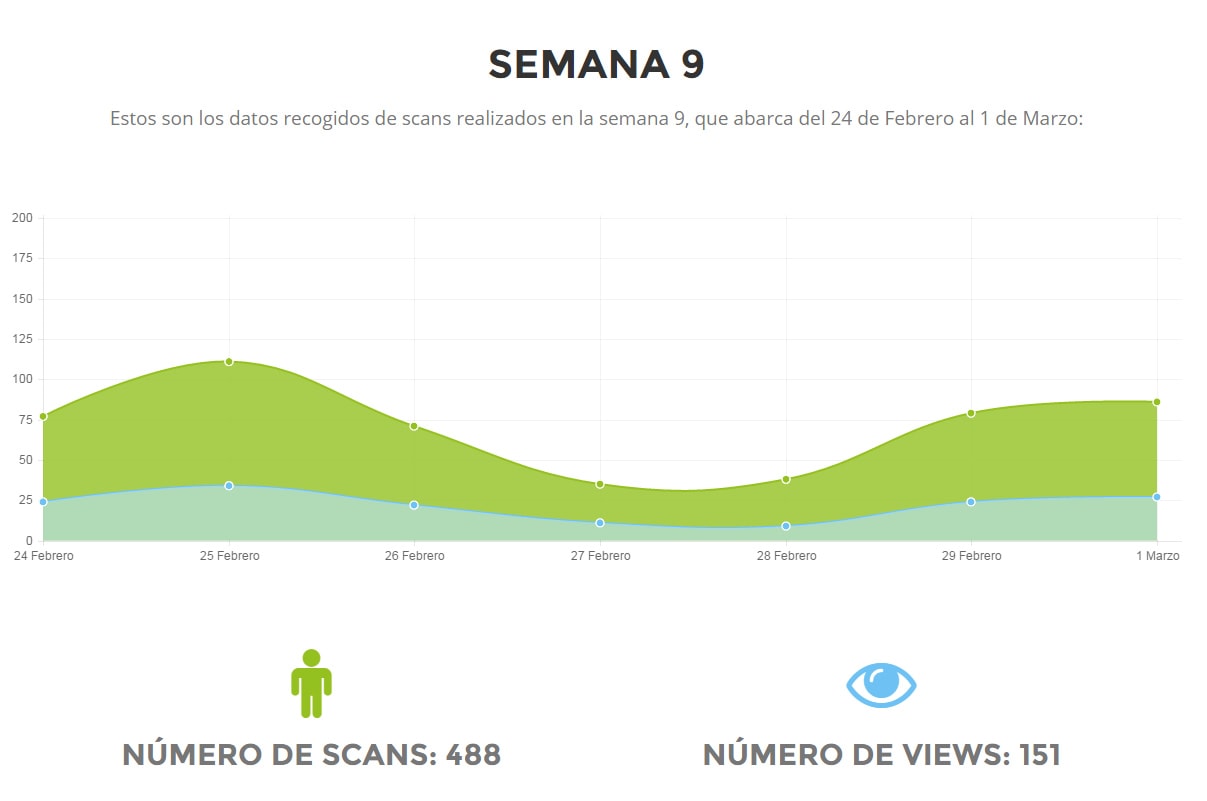 SEMANA 9
Estos son los datos recogidos de scans realizados en la semana 9, que abarca del 24 de Febrero al 1 de Marzo:
200
175
150
125
100
75
50
25
0
24 Febrero 25 Febrero 26 Febrero 27 Febrero 28 Febrero 29 Febrero 1 Marzo
NÚMERO DE SCANS: 488 NÚMERO DE VIEWS: 151